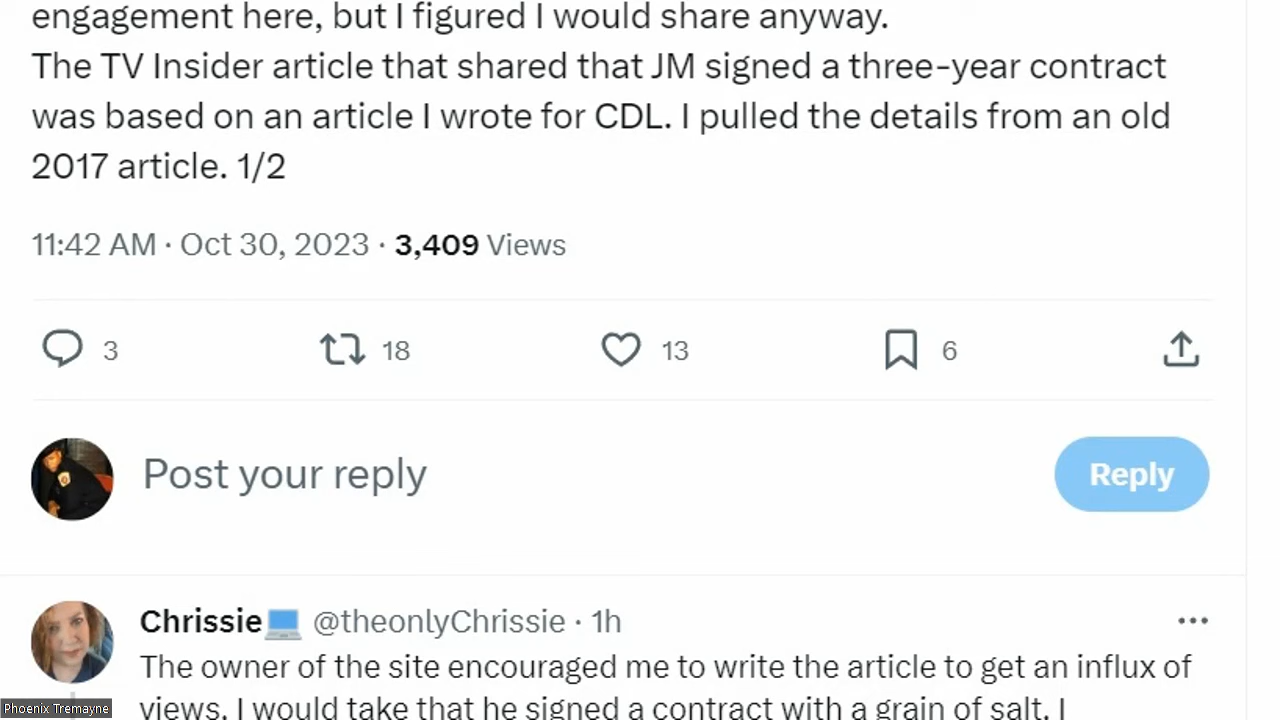 engagement here, but I figured I would share anyway.
The TV Insider article that shared that JM signed a three-year contract
was based on an article I wrote for CDL. I pulled the details from an old
2017 article. 1/2
11:42 AM · Oct 30, 2023 · 3,409 Views
3 18 13 6
Post your reply Reply
Chrissie💻 @theonlyChrissie · 1h
The owner of the site encouraged me to write the article to get an influx of
views. I would take that he signed a contract with a grain of salt. I
Phoenix Tremayne